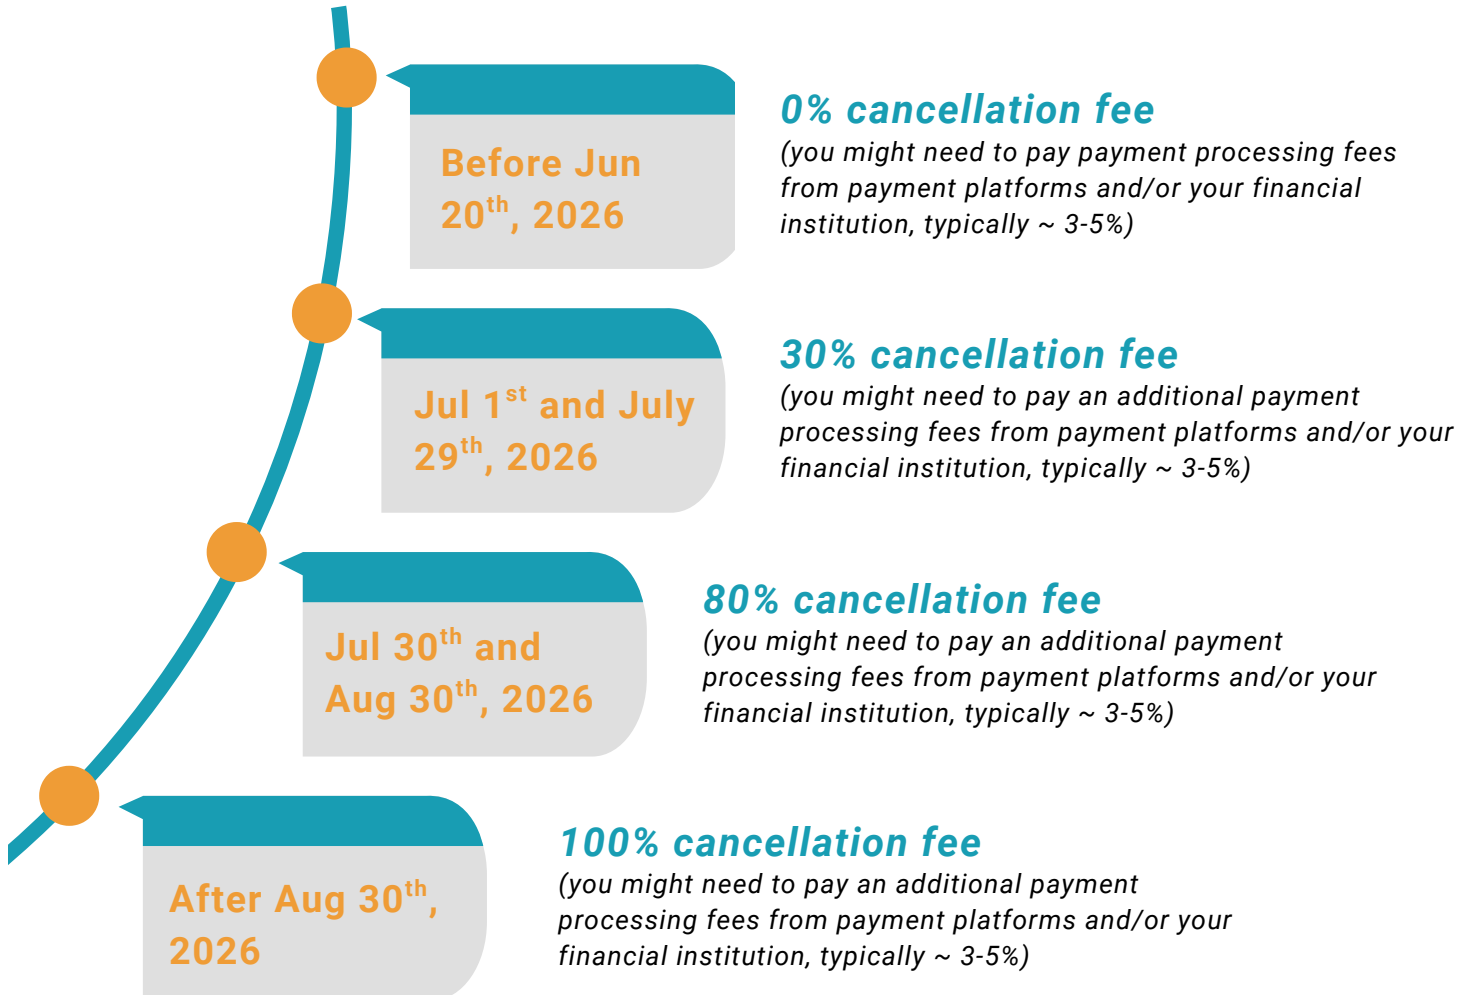 Before Jun
20th, 2026
0% cancellation fee
(you might need to pay payment processing fees
from payment platforms and/or your financial
institution, typically ~ 3-5%)
Jul 1st and July
29th, 2026
30% cancellation fee
(you might need to pay an additional payment
processing fees from payment platforms and/or your
financial institution, typically ~ 3-5%)
Jul 30th and
Aug 30th, 2026
80% cancellation fee
(you might need to pay an additional payment
processing fees from payment platforms and/or your
financial institution, typically ~ 3-5%)
After Aug 30th,
2026
100% cancellation fee
(you might need to pay an additional payment
processing fees from payment platforms and/or your
financial institution, typically ~ 3-5%)